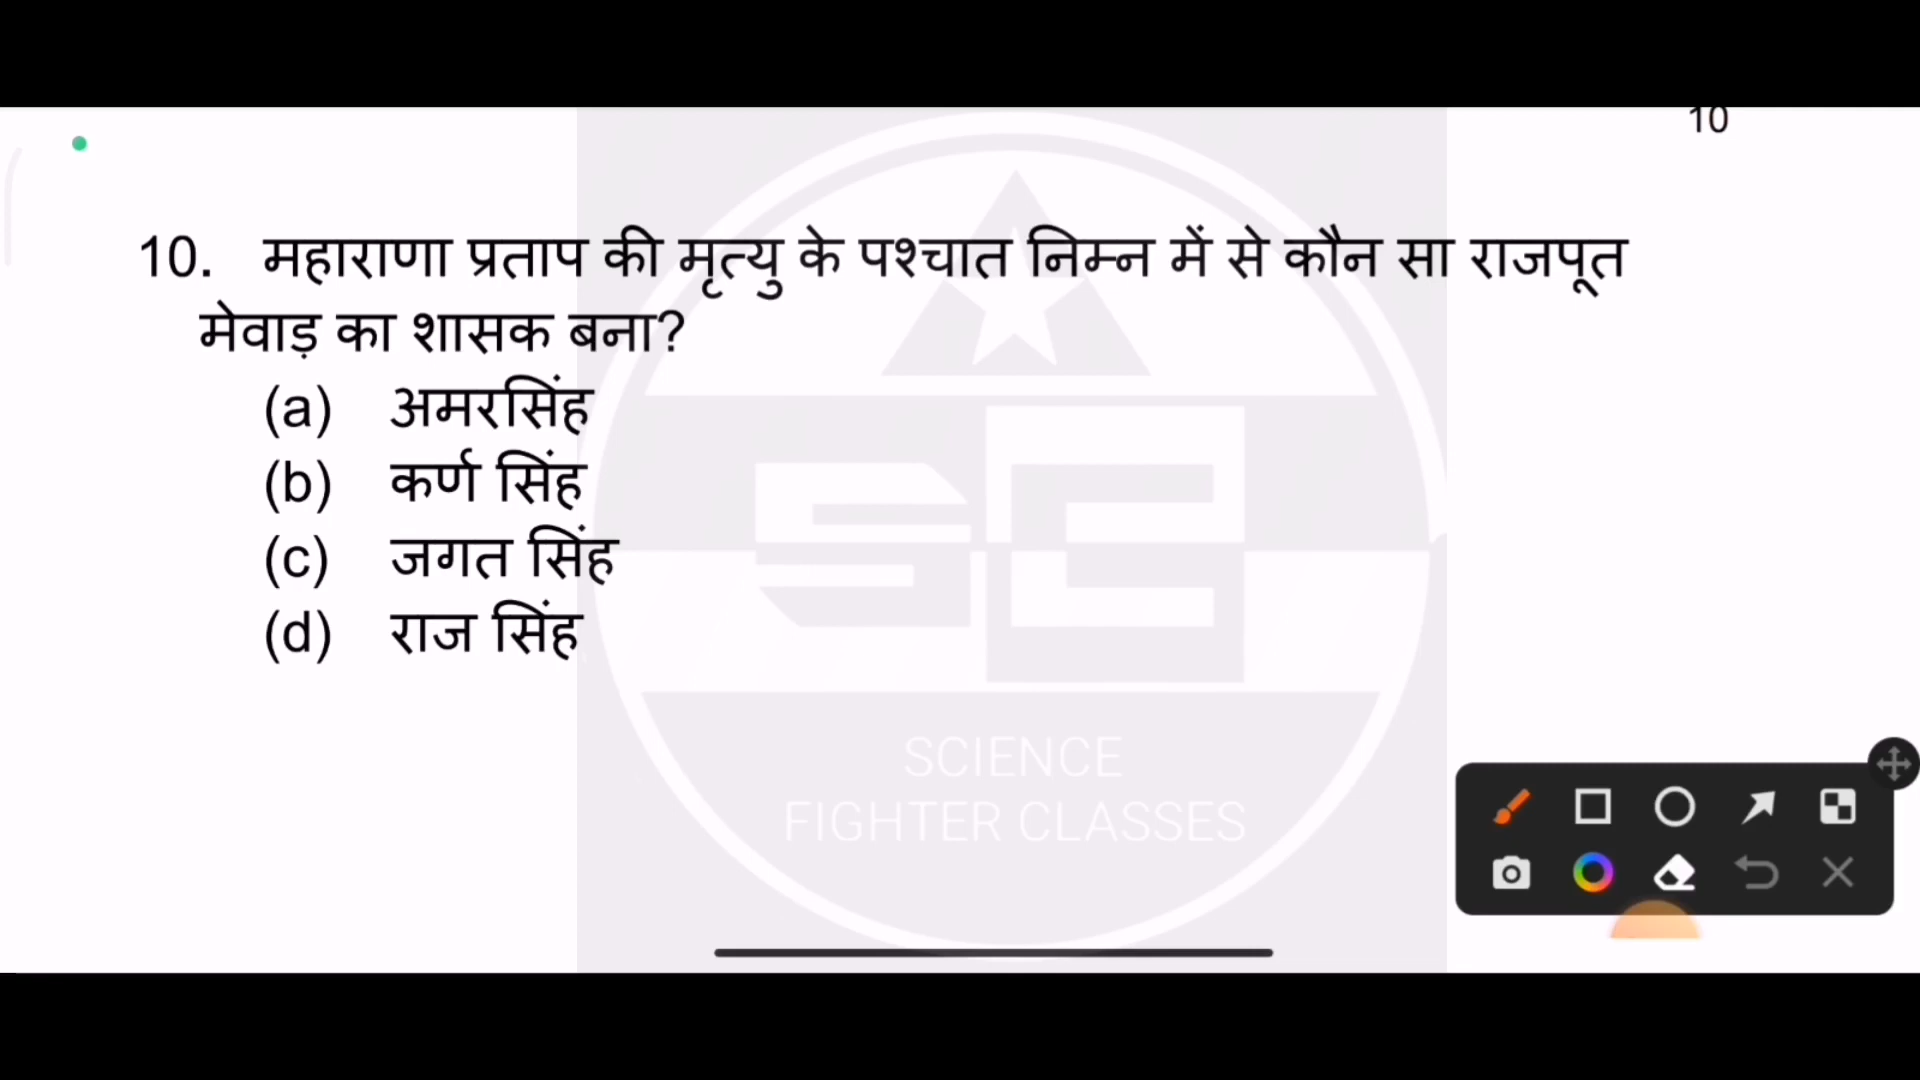 10
10. महाराणा प्रताप की मृत्यु के पश्चात निम्न में से कौन सा राजपूत
मेवाड़ का शासक बना?
(a) अमरसिंह
(b) कर्ण सिंह
(c) जगत सिंह
(d) राज सिंह
SCIENCE
FIGHTER CLASSES